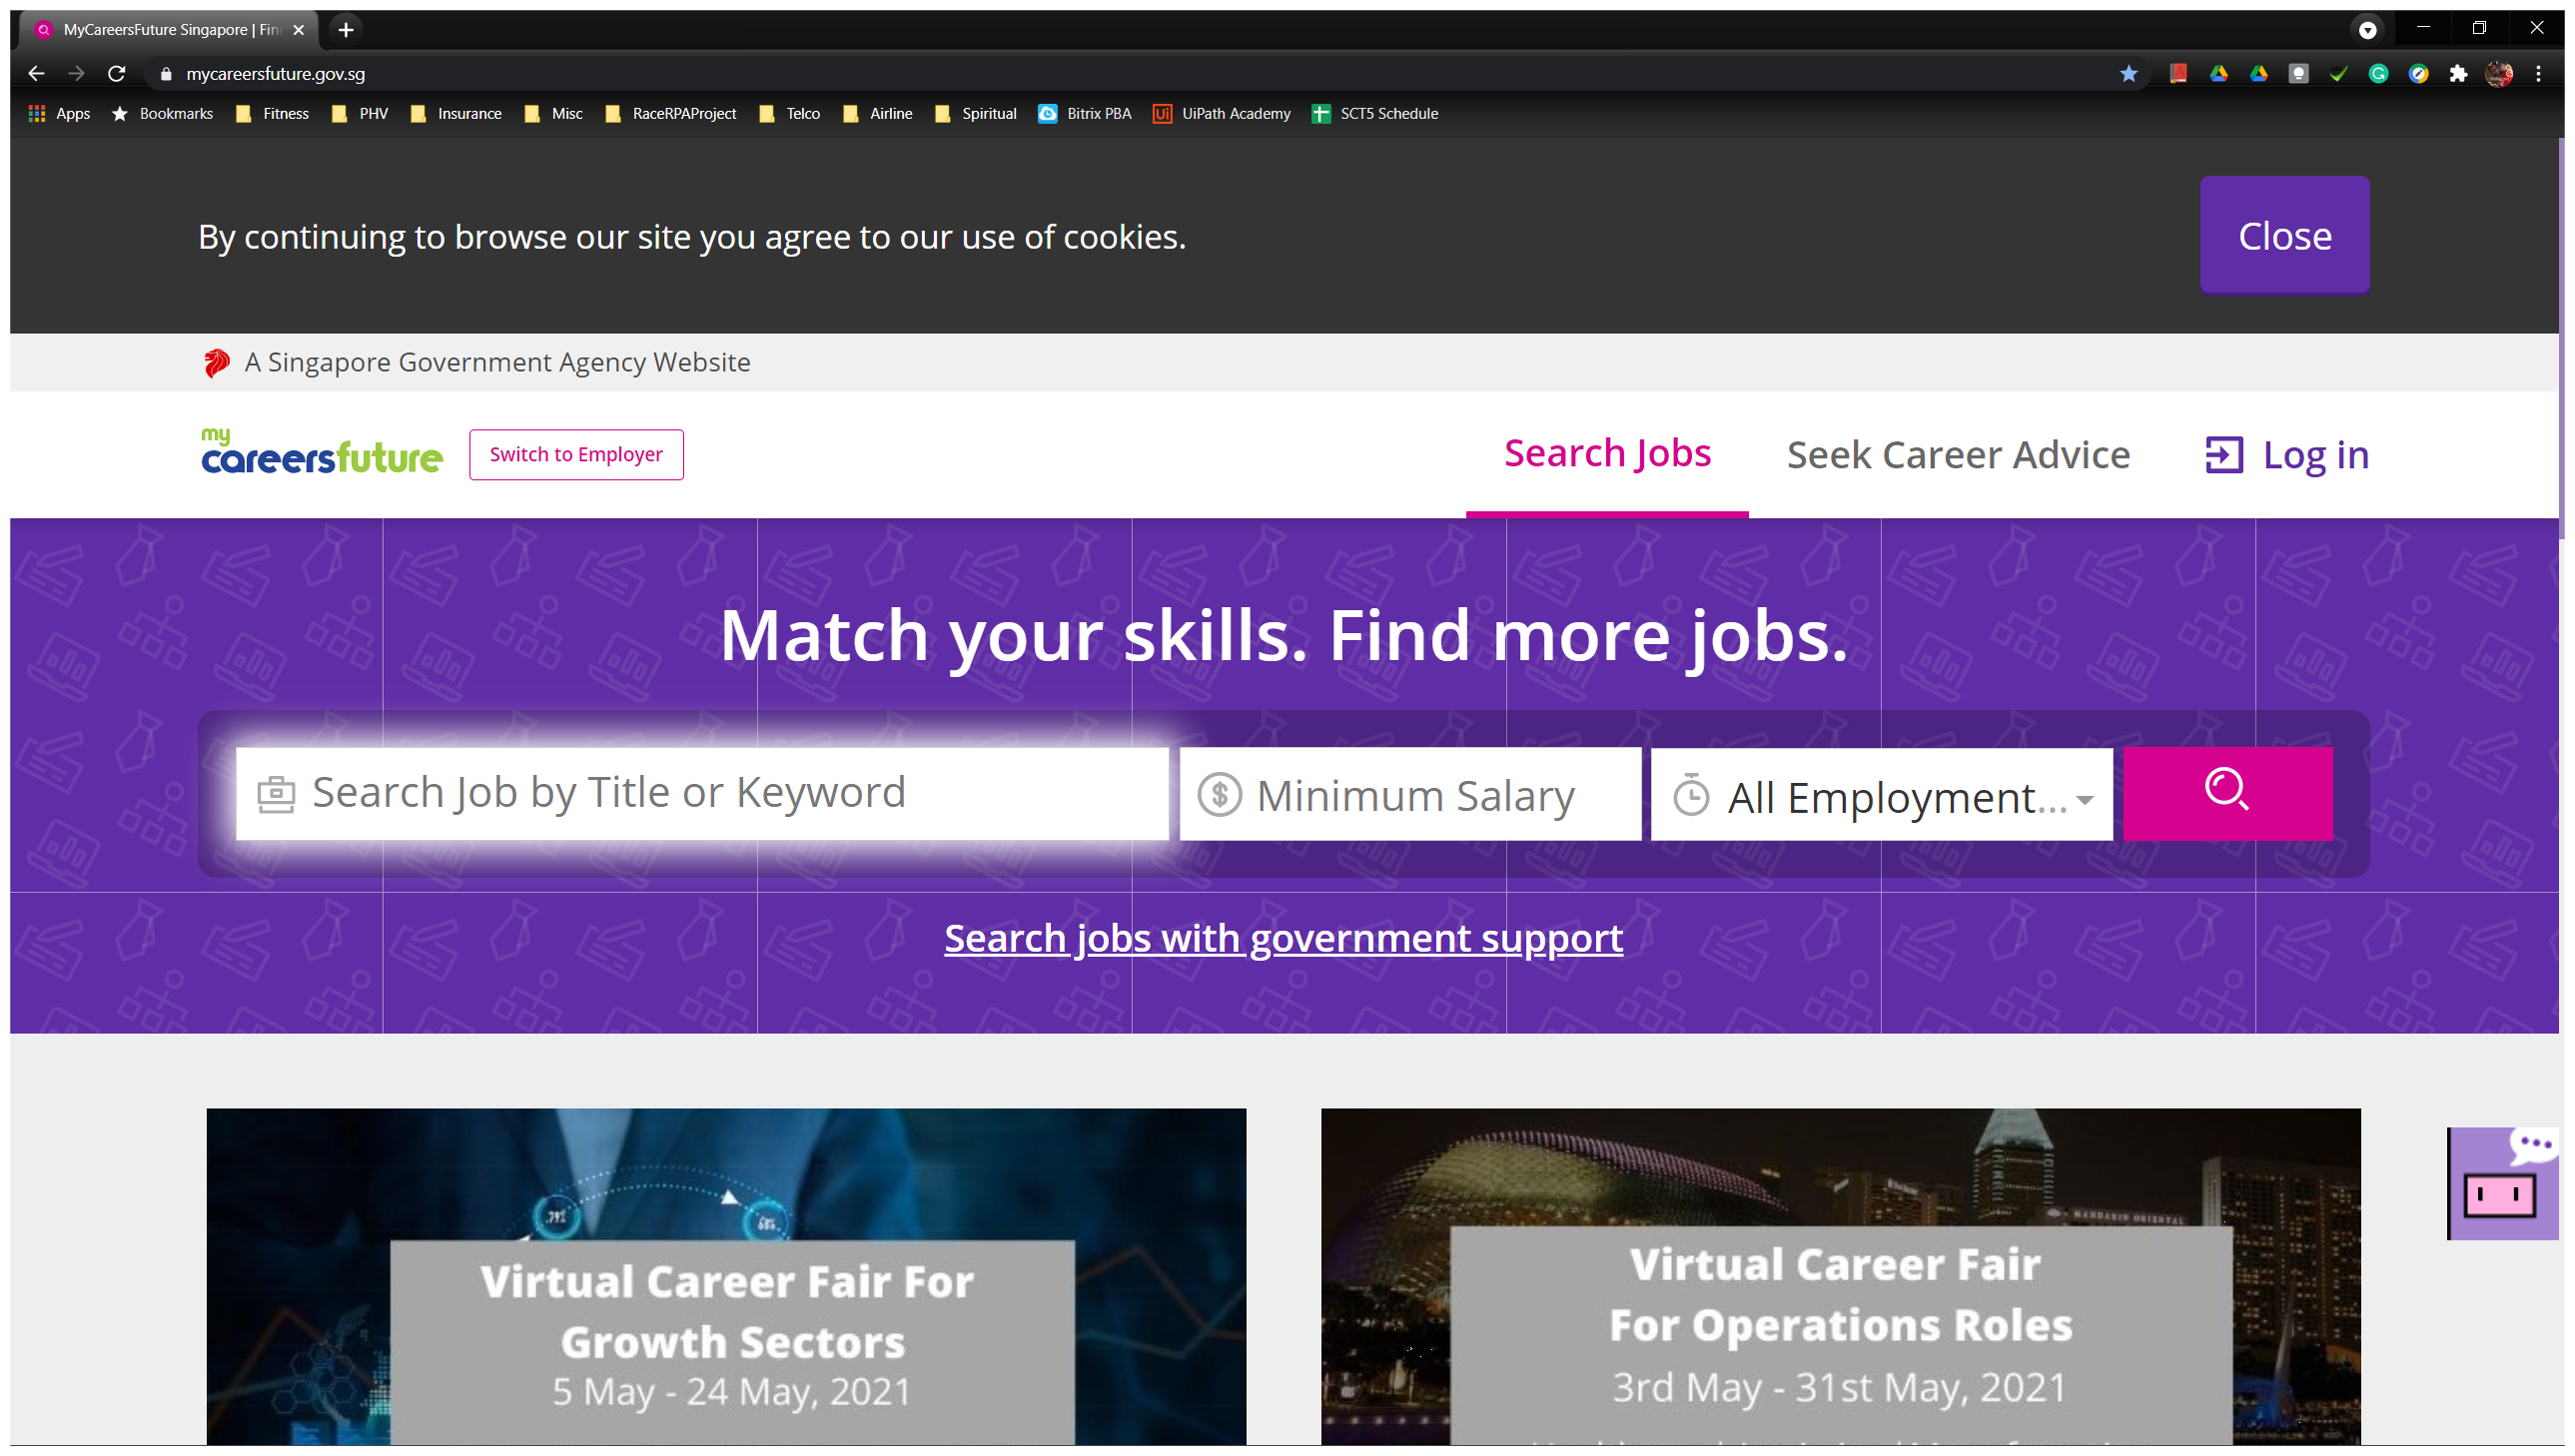 MyCareersFuture Singapore | Fin
mycareersfuture.gov.sg
Apps Bookmarks Fitness PHV Insurance Misc RaceRPAProject Telco Airline Spiritual Bitrix PBA UiPath Academy SCT5 Schedule
By continuing to browse our site you agree to our use of cookies.
Close
A Singapore Government Agency Website
my
careersfuture
Switch to Employer
Search Jobs
Seek Career Advice
Log in
Match your skills. Find more jobs.
Search Job by Title or Keyword
Minimum Salary
All Employment...
Search jobs with government support
79%
68%
Virtual Career Fair For
Growth Sectors
5 May - 24 May, 2021
MANDARIN ORIENTAL
Virtual Career Fair
For Operations Roles
3rd May - 31st May, 2021